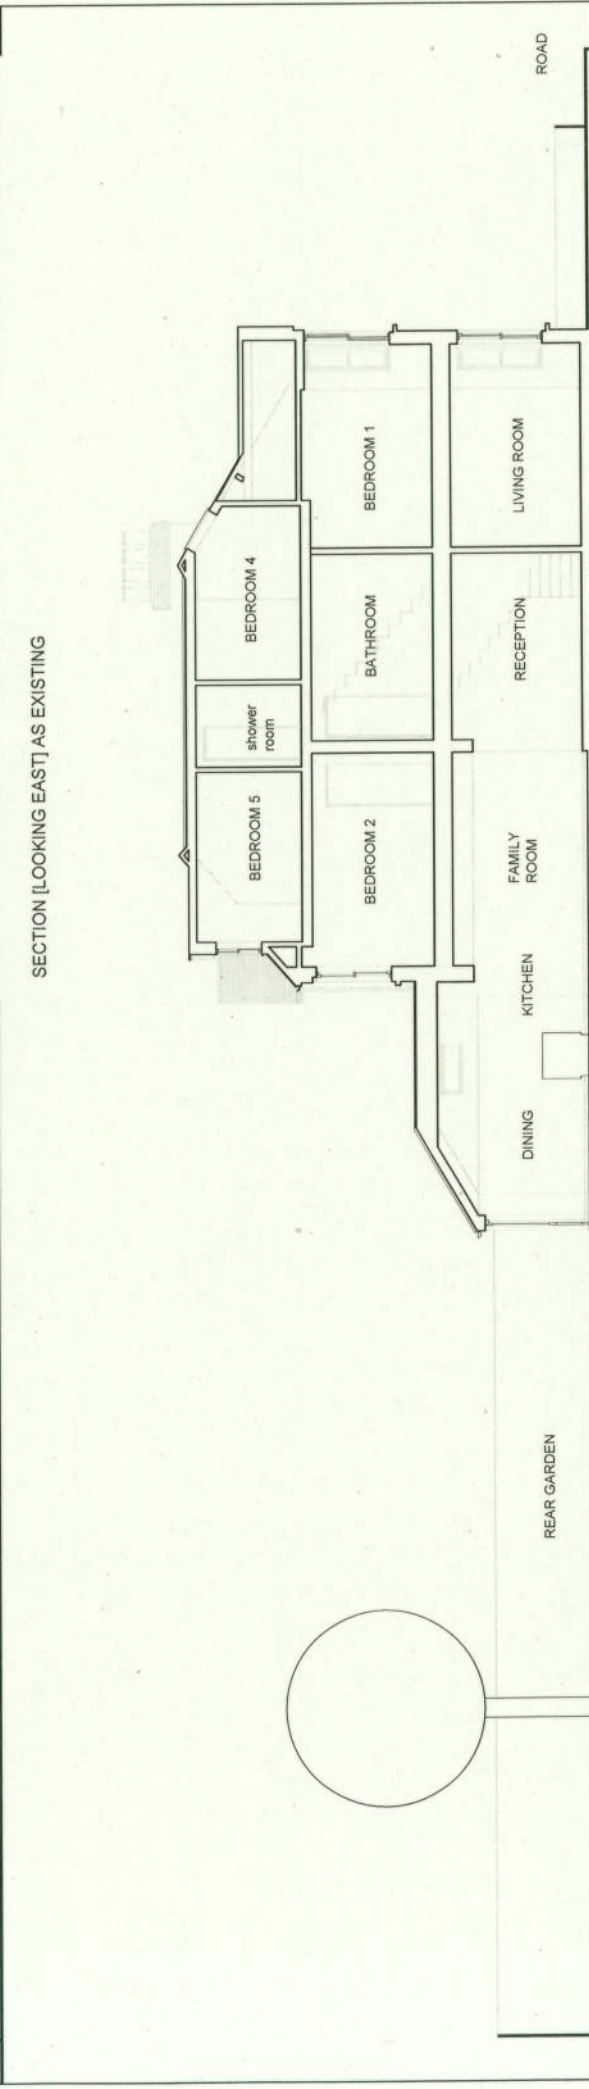 SECTION [LOOKING EAST] AS EXISTING
BEDROOM 5
shower
room
BEDROOM 4
BEDROOM 2
BATHROOM
BEDROOM 1
DINING
KITCHEN
FAMILY
ROOM
RECEPTION
LIVING ROOM
REAR GARDEN
ROAD